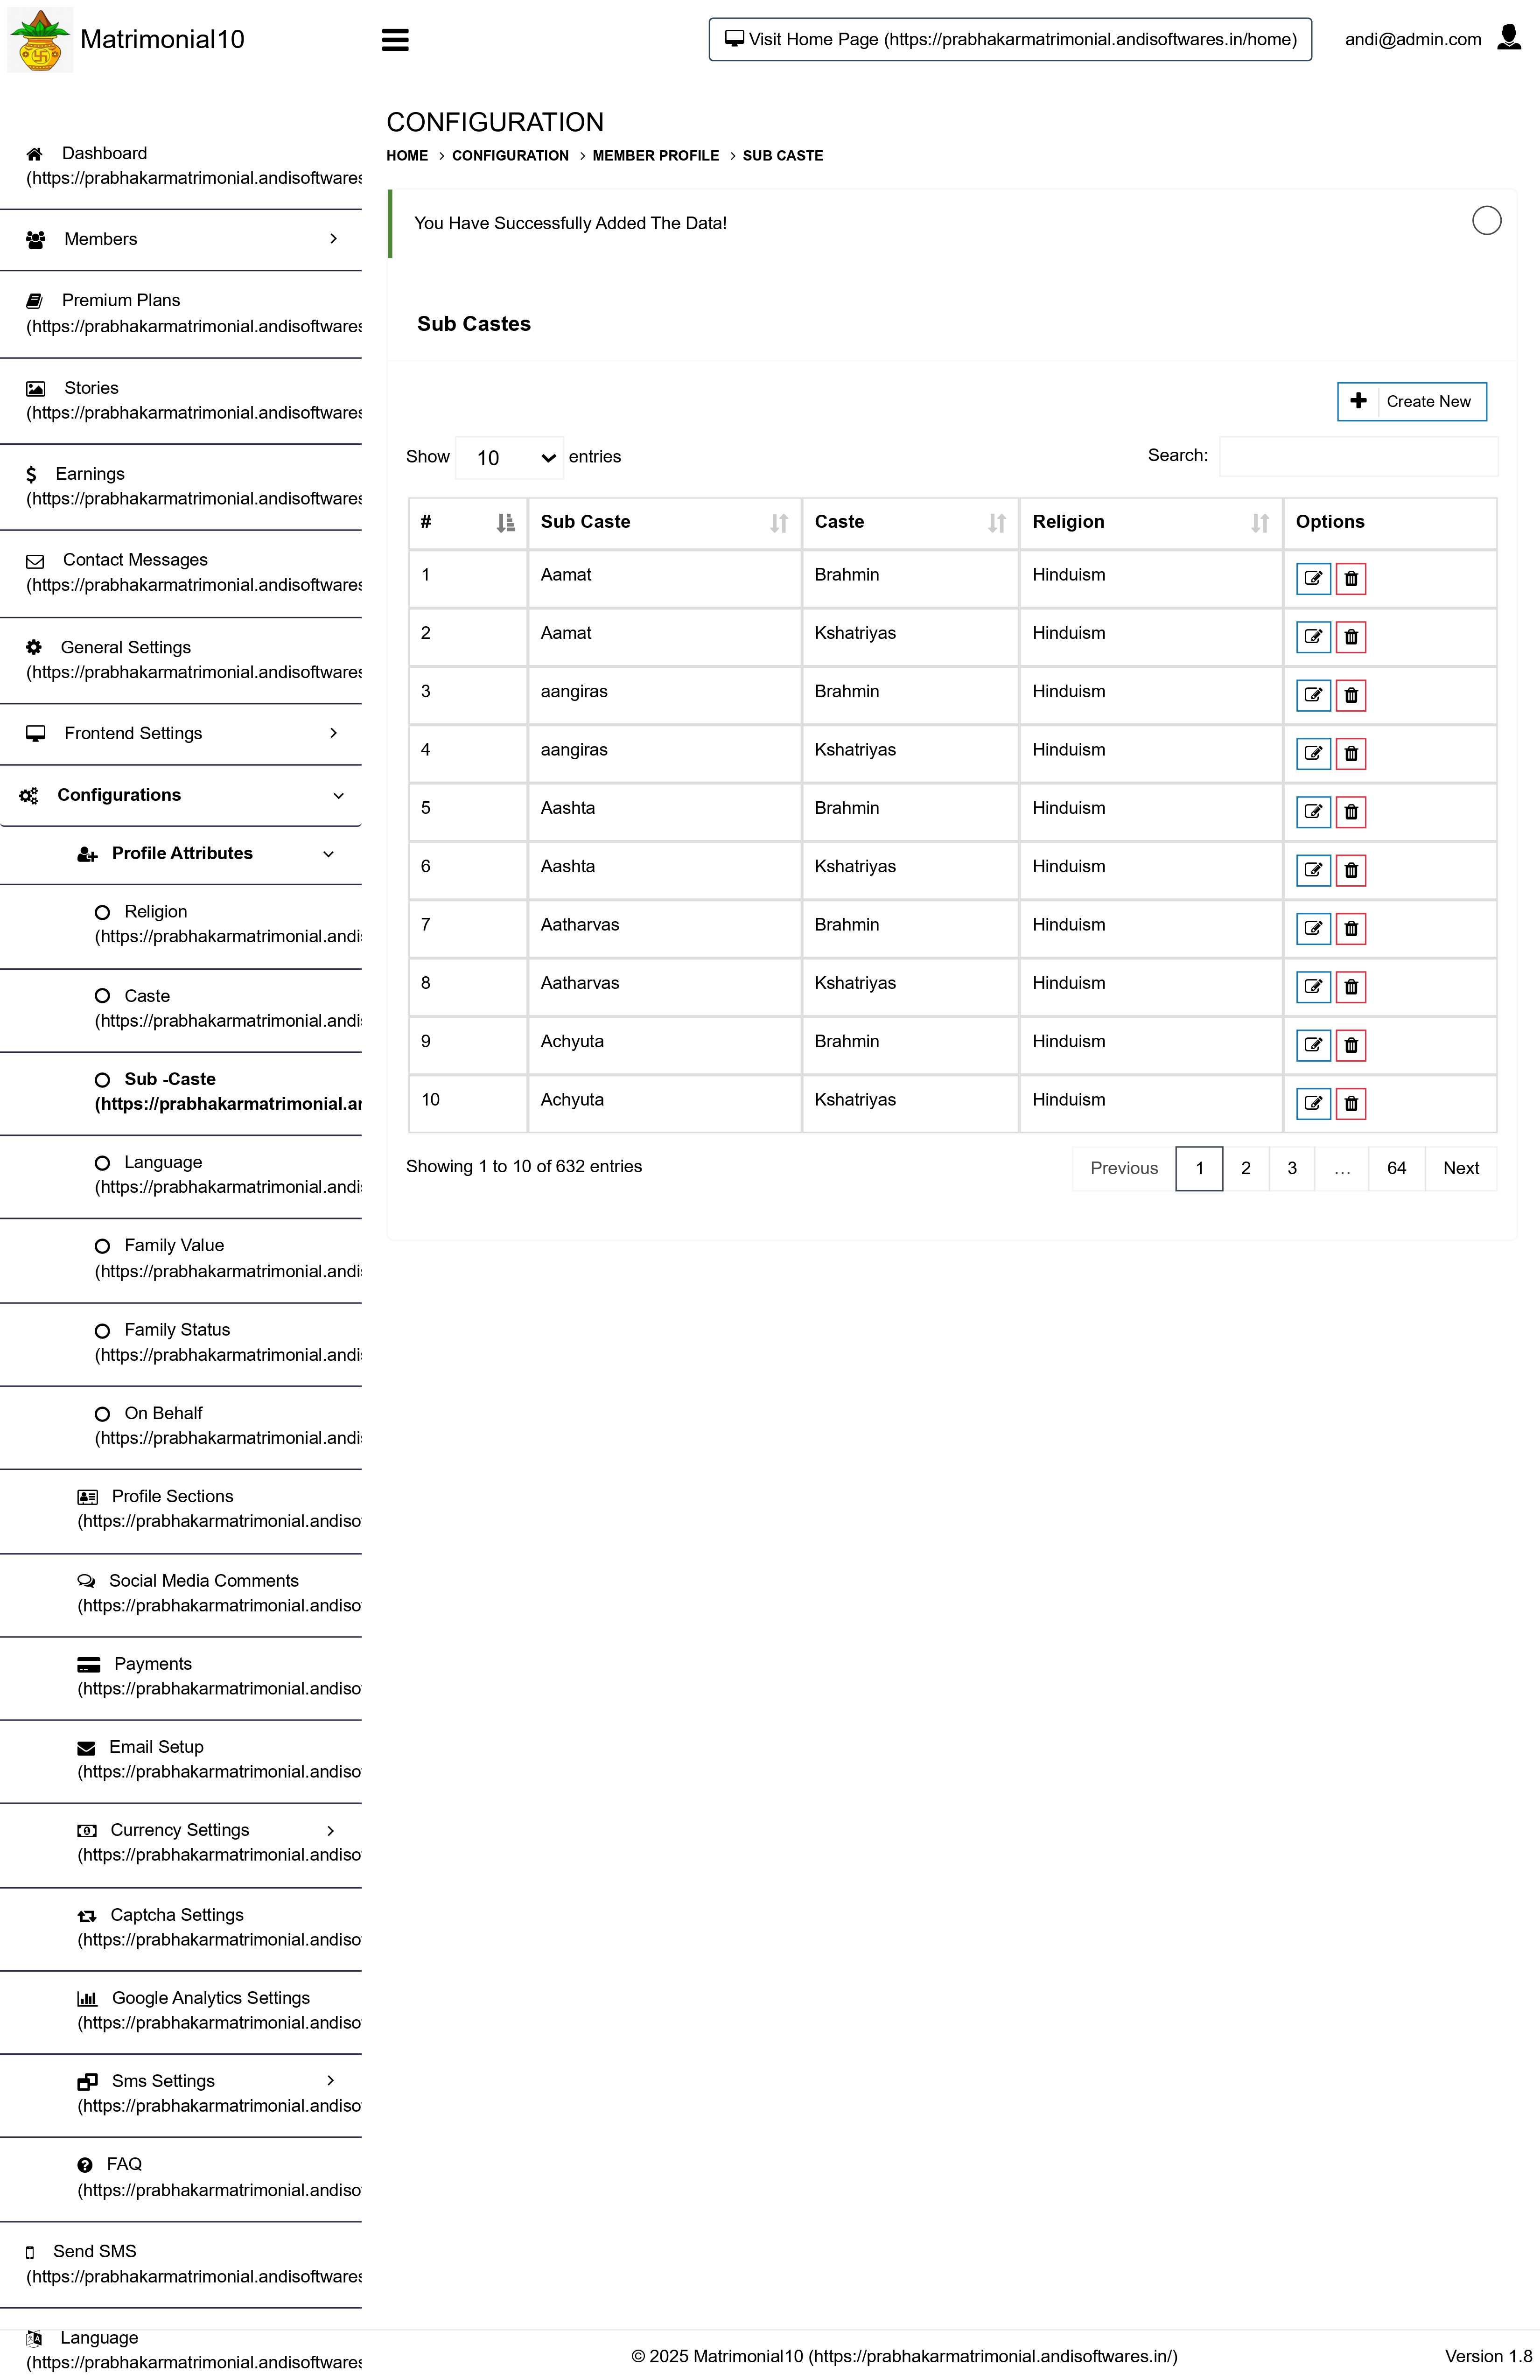 Matrimonial10
Visit Home Page (https://prabhakarmatrimonial.andisoftwares.in/home)
andi@admin.com
Dashboard
(https://prabhakarmatrimonial.andisoftwares
Members
Premium Plans
(https://prabhakarmatrimonial.andisoftwares
Stories
(https://prabhakarmatrimonial.andisoftwares
Earnings
(https://prabhakarmatrimonial.andisoftwares
Contact Messages
(https://prabhakarmatrimonial.andisoftwares
General Settings
(https://prabhakarmatrimonial.andisoftwares
Frontend Settings
Configurations
Profile Attributes
Religion
(https://prabhakarmatrimonial.andis
Caste
(https://prabhakarmatrimonial.andis
Sub -Caste
(https://prabhakarmatrimonial.an
Language
(https://prabhakarmatrimonial.andis
Family Value
(https://prabhakarmatrimonial.andis
Family Status
(https://prabhakarmatrimonial.andis
On Behalf
(https://prabhakarmatrimonial.andis
Profile Sections
(https://prabhakarmatrimonial.andiso
Social Media Comments
(https://prabhakarmatrimonial.andiso
Payments
(https://prabhakarmatrimonial.andiso
Email Setup
(https://prabhakarmatrimonial.andiso
Currency Settings
(https://prabhakarmatrimonial.andiso
Captcha Settings
(https://prabhakarmatrimonial.andiso
Google Analytics Settings
(https://prabhakarmatrimonial.andiso
Sms Settings
(https://prabhakarmatrimonial.andiso
FAQ
(https://prabhakarmatrimonial.andiso
Send SMS
(https://prabhakarmatrimonial.andisoftwares
Language
(https://prabhakarmatrimonial.andisoftwares
CONFIGURATION
HOME > CONFIGURATION > MEMBER PROFILE > SUB CASTE
You Have Successfully Added The Data!
Sub Castes
Create New
Show 10 entries Search:
# Sub Caste Caste Religion Options
1 Aamat Brahmin Hinduism
2 Aamat Kshatriyas Hinduism
3 aangiras Brahmin Hinduism
4 aangiras Kshatriyas Hinduism
5 Aashta Brahmin Hinduism
6 Aashta Kshatriyas Hinduism
7 Aatharvas Brahmin Hinduism
8 Aatharvas Kshatriyas Hinduism
9 Achyuta Brahmin Hinduism
10 Achyuta Kshatriyas Hinduism
Showing 1 to 10 of 632 entries Previous 1 2 3 … 64 Next
© 2025 Matrimonial10 (https://prabhakarmatrimonial.andisoftwares.in/) Version 1.8